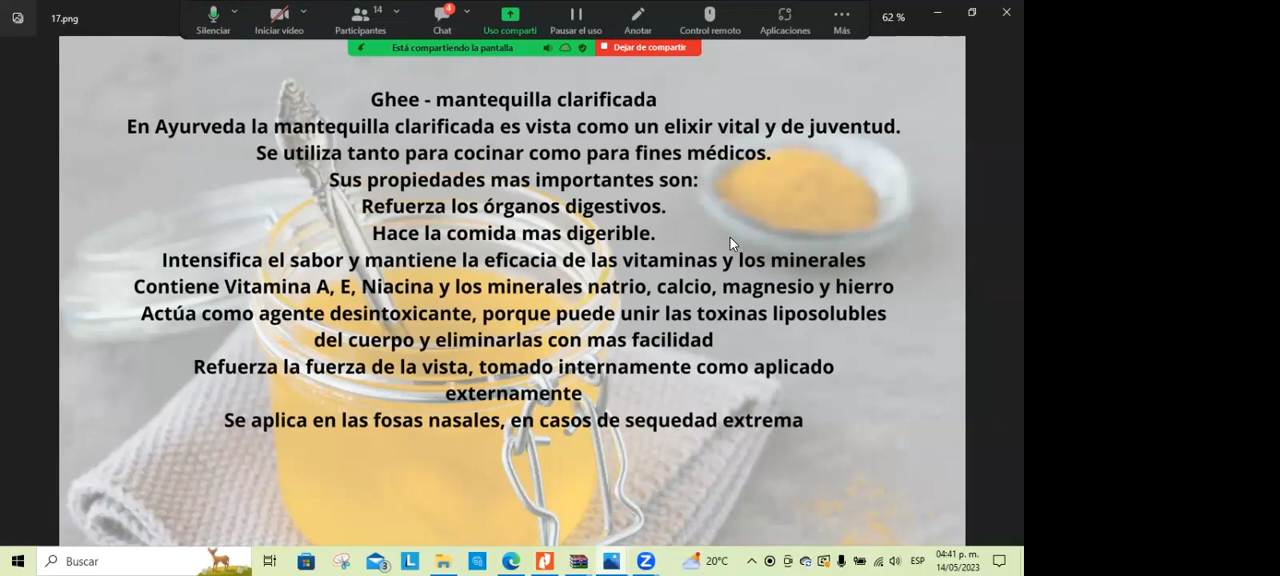 17.png
14
4
62 %
Silenciar
Iniciar vídeo
Participantes
Chat
Uso comparti
Pausar el uso
Anotar
Control remoto
Aplicaciones
Más
Está compartiendo la pantalla
Dejar de compartir
Ghee - mantequilla clarificada
En Ayurveda la mantequilla clarificada es vista como un elixir vital y de juventud.
Se utiliza tanto para cocinar como para fines médicos.
Sus propiedades mas importantes son:
Refuerza los órganos digestivos.
Hace la comida mas digerible.
Intensifica el sabor y mantiene la eficacia de las vitaminas y los minerales
Contiene Vitamina A, E, Niacina y los minerales natrio, calcio, magnesio y hierro
Actúa como agente desintoxicante, porque puede unir las toxinas liposolubles
del cuerpo y eliminarlas con mas facilidad
Refuerza la fuerza de la vista, tomado internamente como aplicado
externamente
Se aplica en las fosas nasales, en casos de sequedad extrema
Buscar
3
L
20°C
ESP
04:41 p. m.
14/05/2023